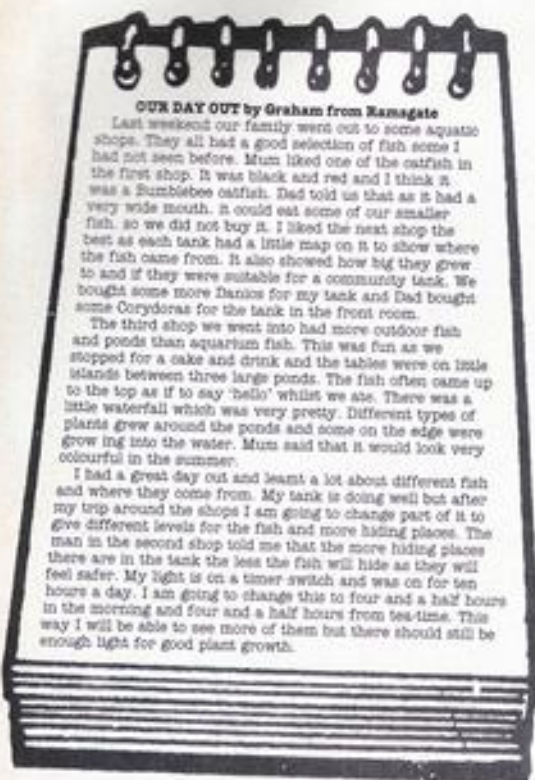 OUR DAY OUT by Graham from Ramsgate
Last weekend our family went out to some aquatic
shops. They all had a good selection of fish some I
had not seen before. Mum liked one of the catfish in
the first shop. It was black and red and I think it
was a Bumblebee catfish. Dad told us that as it had a
very wide mouth. it could eat some of our smaller
fish. so we did not buy it. I liked the next shop the
best as each tank had a little map on it to show where
the fish came from. It also showed how big they grew
to and if they were suitable for a community tank. We
bought some more Danios for my tank and Dad bought
some Corydoras for the tank in the front room.
The third shop we went into had more outdoor fish
and ponds than aquarium fish. This was fun as we
stopped for a cake and drink and the tables were on little
islands between three large ponds. The fish often came up
to the top as if to say 'hello' whilst we ate. There was a
little waterfall which was very pretty. Different types of
plants grew around the ponds and some on the edge were
grow ing into the water. Mum said that it would look very
colourful in the summer.
I had a great day out and learnt a lot about different fish
and where they come from. My tank is doing well but after
my trip around the shops I am going to change part of it to
give different levels for the fish and more hiding places. The
man in the second shop told me that the more hiding places
there are in the tank the less the fish will hide as they will
feel safer. My light is on a timer switch and was on for ten
hours a day. I am going to change this to four and a half hours
in the morning and four and a half hours from tea-time. This
way I will be able to see more of them but there should still be
enough light for good plant growth.